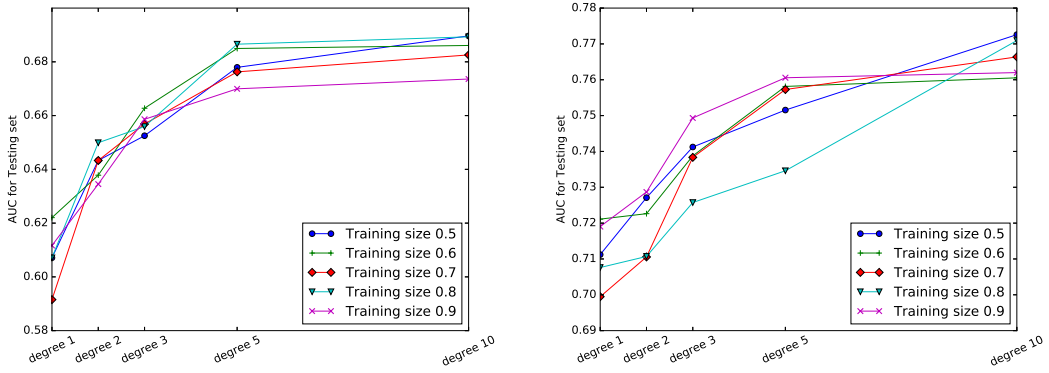 AUC for Testing set
0.68
0.66
0.64
0.62
0.60
0.58
degree 1
degree 2
degree 3
degree 5
degree 10
Training size 0.5
Training size 0.6
Training size 0.7
Training size 0.8
Training size 0.9
AUC for Testing set
0.78
0.77
0.76
0.75
0.74
0.73
0.72
0.71
0.70
0.69
degree 1
degree 2
degree 3
degree 5
degree 10
Training size 0.5
Training size 0.6
Training size 0.7
Training size 0.8
Training size 0.9